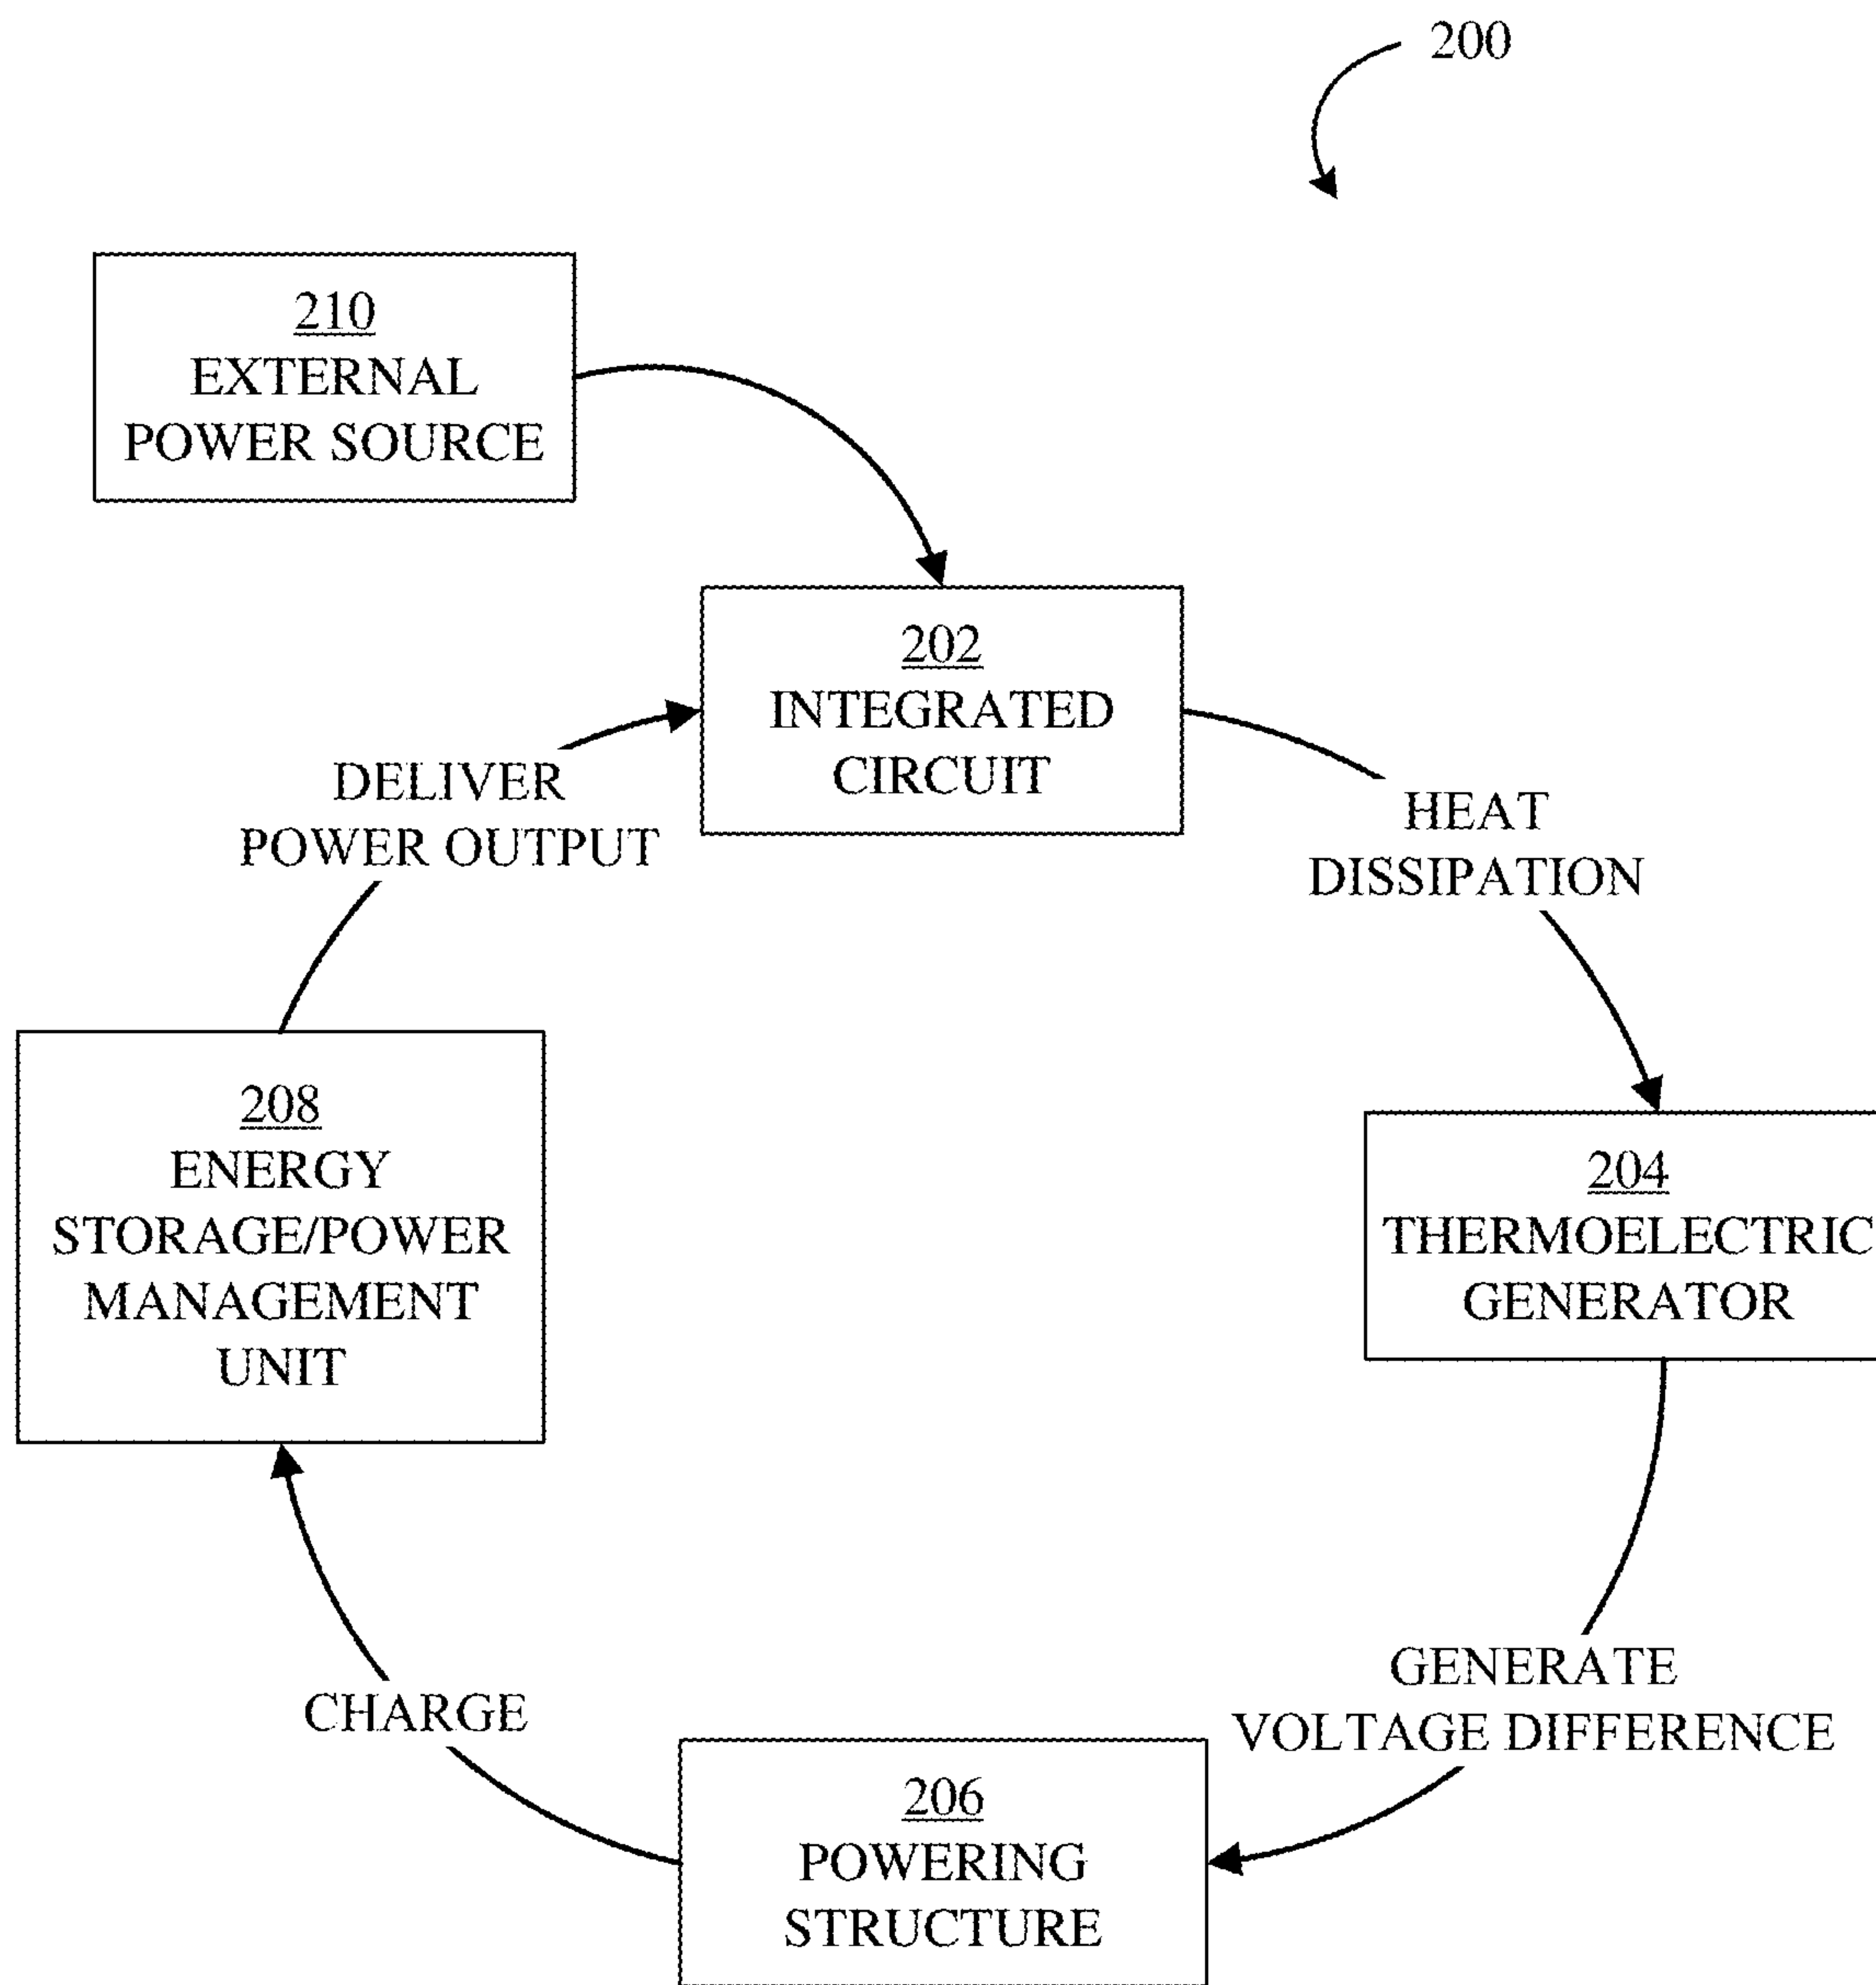 200
210
EXTERNAL
POWER SOURCE
202
INTEGRATED
CIRCUIT
DELIVER
POWER OUTPUT
HEAT
DISSIPATION
208
ENERGY
STORAGE/POWER
MANAGEMENT
UNIT
204
THERMOELECTRIC
GENERATOR
GENERATE
VOLTAGE DIFFERENCE
CHARGE
206
POWERING
STRUCTURE